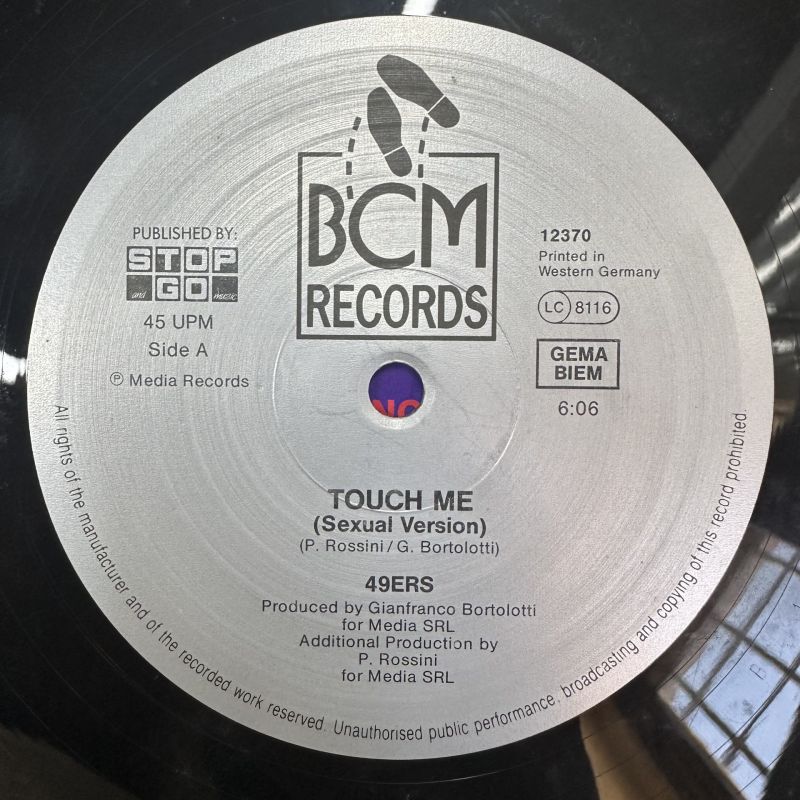 BCM
RECORDS
PUBLISHED BY:
STOP
and GO music
45 UPM
Side A
℗ Media Records
12370
Printed in
Western Germany
LC 8116
GEMA
BIEM
6:06
TOUCH ME
(Sexual Version)
(P. Rossini/G. Bortolotti)
49ERS
Produced by Gianfranco Bortolotti
for Media SRL
Additional Production by
P. Rossini
for Media SRL
All rights of the manufacturer and of the recorded work reserved. Unauthorised public performance, broadcasting and copying of this record prohibited.